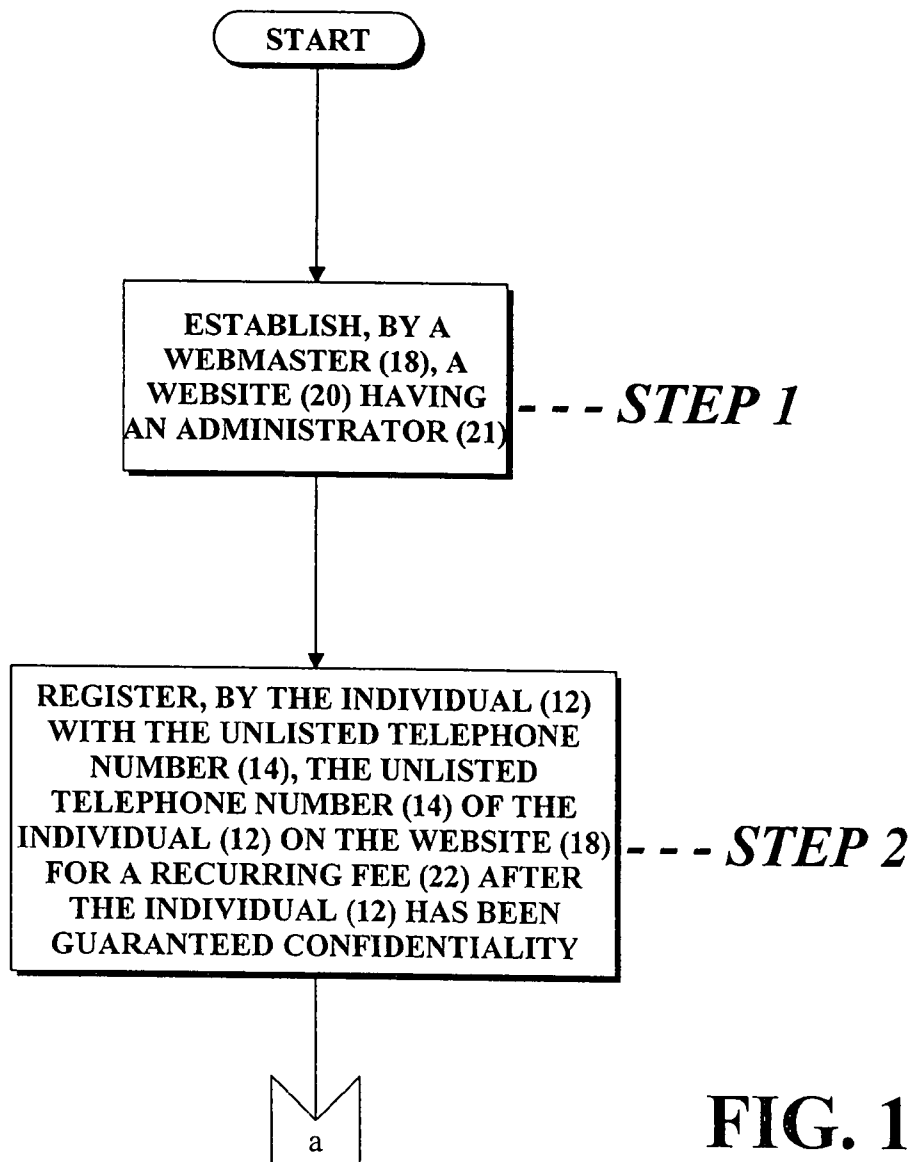 START
ESTABLISH, BY A
WEBMASTER (18), A
WEBSITE (20) HAVING
AN ADMINISTRATOR (21)
- - - STEP 1
REGISTER, BY THE INDIVIDUAL (12)
WITH THE UNLISTED TELEPHONE
NUMBER (14), THE UNLISTED
TELEPHONE NUMBER (14) OF THE
INDIVIDUAL (12) ON THE WEBSITE (18)
FOR A RECURRING FEE (22) AFTER
THE INDIVIDUAL (12) HAS BEEN
GUARANTEED CONFIDENTIALITY
- - - STEP 2
a
FIG. 1